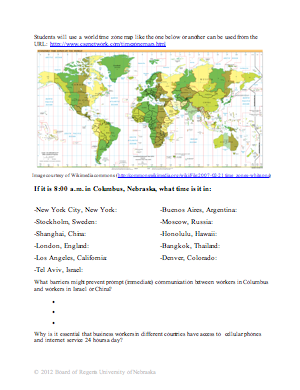 Students will use a world time zone map like the one below or another can be used from the
URL: http://www.csgnetwork.com/timezonemap.html
Image courtesy of Wikimedia commons
If it is 8:00 a.m. in Columbus, Nebraska, what time is it in:
-New York City, New York: -Buenos Aires, Argentina:
-Stockholm, Sweden: -Moscow, Russia:
-Shanghai, China: -Honolulu, Hawaii:
-London, England: -Bangkok, Thailand:
-Los Angeles, California: -Denver, Colorado:
-Tel Aviv, Israel:
What barriers might prevent prompt (immediate) communication between workers in Columbus
and workers in Israel or China?
•
•
•
Why is it essential that business workers in different countries have access to cellular phones
and internet service 24 hours a day?
© 2012 Board of Regents University of Nebraska